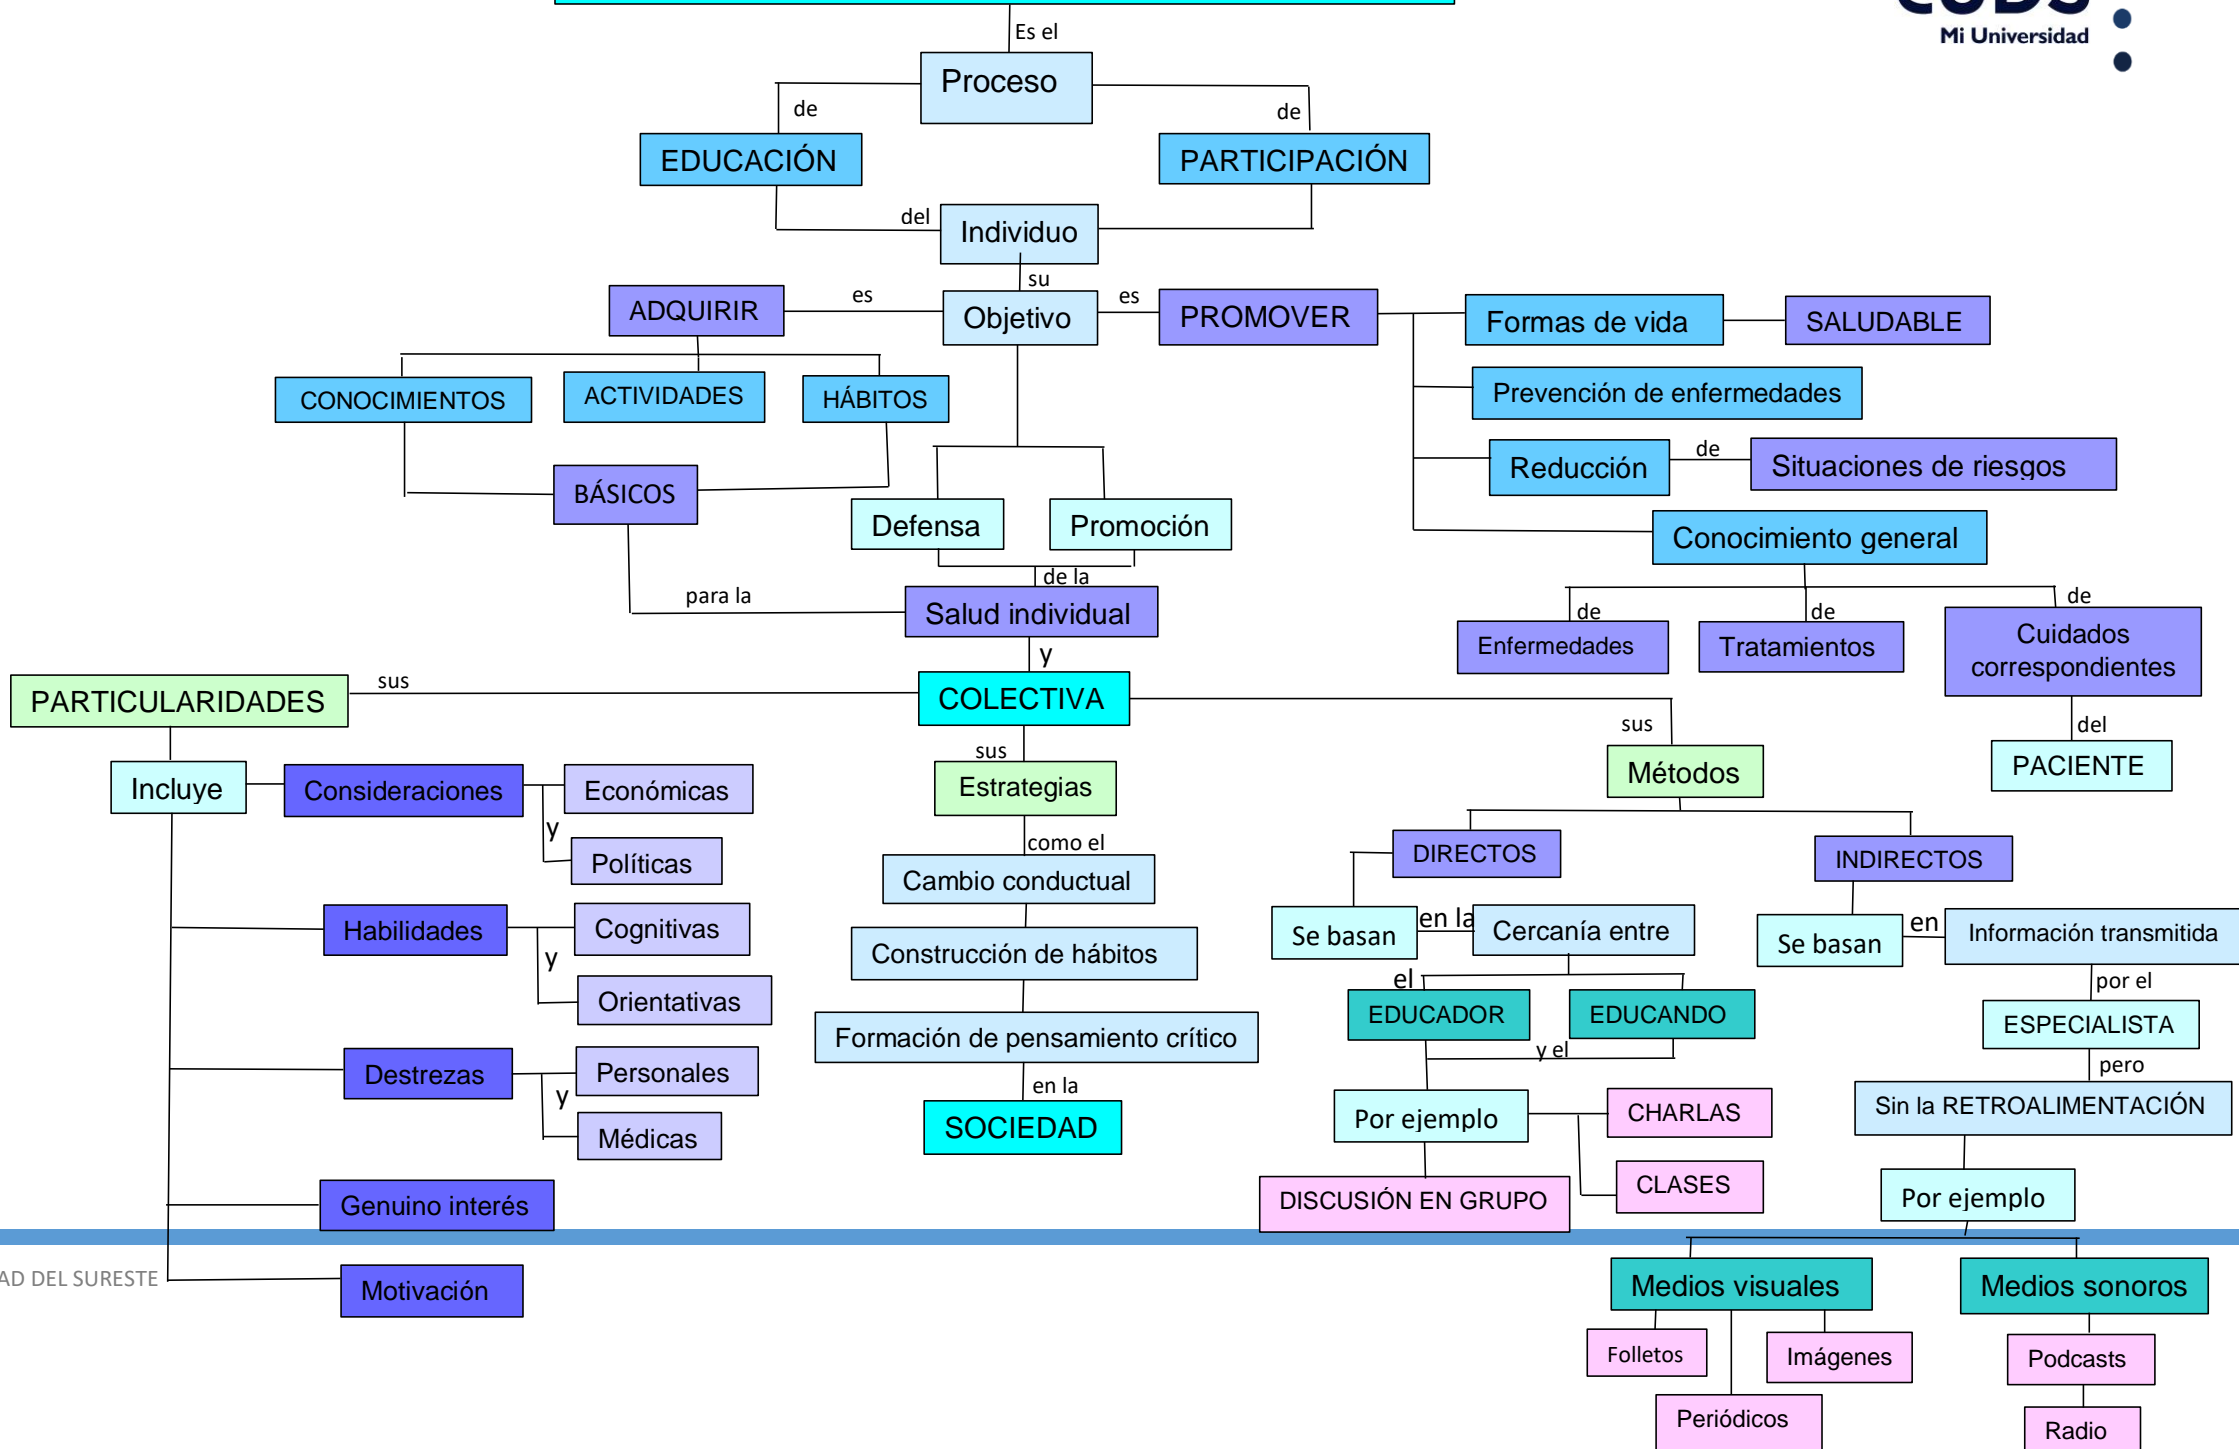 Mi Universidad
Es el
Proceso
de
de
EDUCACIÓN
PARTICIPACIÓN
del
Individuo
su
ADQUIRIR
es
Objetivo
es
PROMOVER
Formas de vida
SALUDABLE
CONOCIMIENTOS
ACTIVIDADES
HÁBITOS
Prevención de enfermedades
Reducción
de
Situaciones de riesgos
BÁSICOS
Defensa
Promoción
Conocimiento general
de la
para la
Salud individual
de
de
de
Enfermedades
Tratamientos
Cuidados
correspondientes
y
PARTICULARIDADES
sus
COLECTIVA
sus
del
PACIENTE
sus
Estrategias
Métodos
Incluye
Consideraciones
Económicas
y
Políticas
como el
Cambio conductual
DIRECTOS
INDIRECTOS
Habilidades
Cognitivas
y
Orientativas
Construcción de hábitos
Se basan
en la
Cercanía entre
Se basan
en
Información transmitida
el
EDUCADOR
EDUCANDO
y el
por el
ESPECIALISTA
pero
Formación de pensamiento crítico
en la
SOCIEDAD
Destrezas
Personales
y
Médicas
Por ejemplo
CHARLAS
CLASES
DISCUSIÓN EN GRUPO
Sin la RETROALIMENTACIÓN
Por ejemplo
Genuino interés
Motivación
AD DEL SURESTE
Medios visuales
Medios sonoros
Folletos
Imágenes
Periódicos
Podcasts
Radio